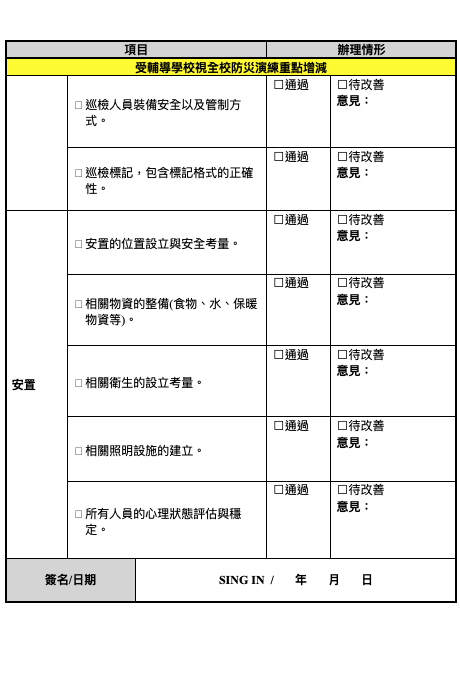 項目 辦理情形
受輔導學校視全校防災演練重點增減
□ 巡檢人員裝備安全以及管制方
式。
□通過
□待改善
意見：
□ 巡檢標記，包含標記格式的正確
性。
□通過
□待改善
意見：
安置
□ 安置的位置設立與安全考量。
□通過
□待改善
意見：
□ 相關物資的整備(食物、水、保暖
物資等)。
□通過
□待改善
意見：
□ 相關衛生的設立考量。
□通過
□待改善
意見：
□ 相關照明設施的建立。
□通過
□待改善
意見：
□ 所有人員的心理狀態評估與穩
定。
□通過
□待改善
意見：
簽名/日期 SING IN / 年 月 日